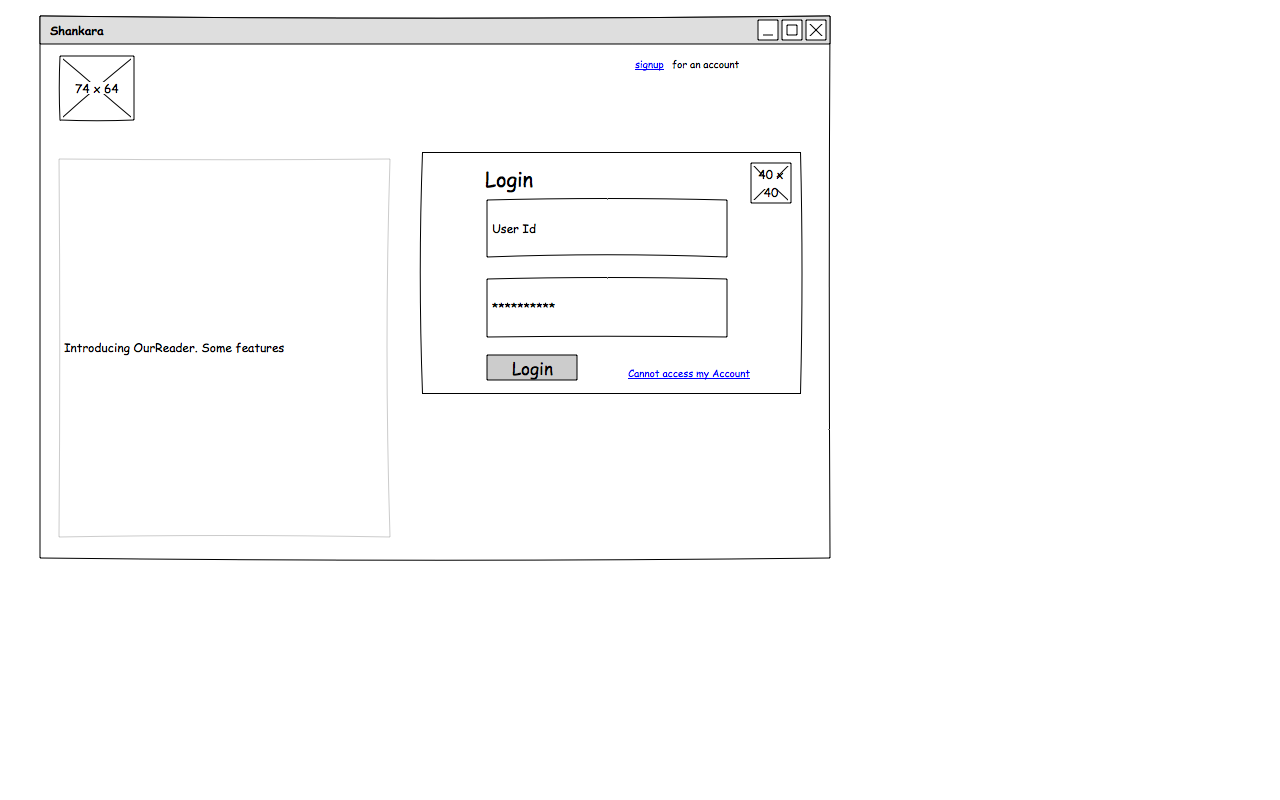 Shankara
74 x 64
signup for an account
Login
40 x
40
User Id
**********
Introducing OurReader. Some features
Login
Cannot access my Account